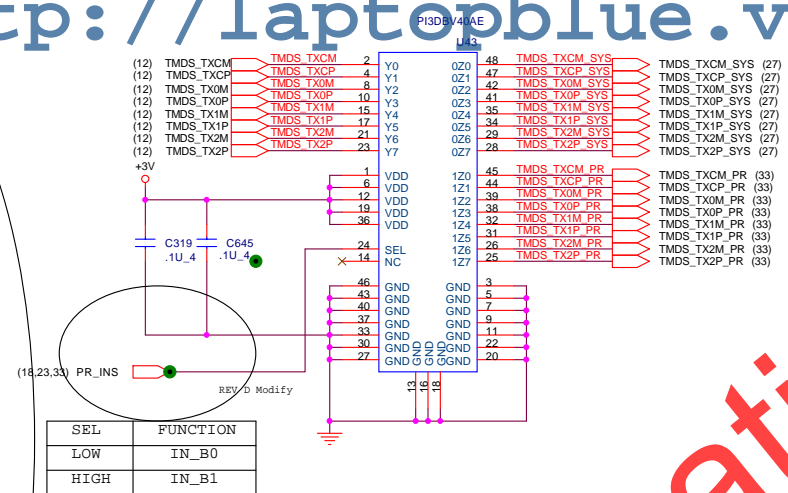 tp://laptopblue.v
PI3DBV40AE
U43
(12) TMDS_TXCM TMDS_TXCM 2 Y0 0Z0 48 TMDS_TXCM_SYS TMDS_TXCM_SYS (27)
(12) TMDS_TXCP TMDS_TXCP 4 Y1 0Z1 47 TMDS_TXCP_SYS TMDS_TXCP_SYS (27)
(12) TMDS_TX0M TMDS_TX0M 8 Y2 0Z2 42 TMDS_TX0M_SYS TMDS_TX0M_SYS (27)
(12) TMDS_TX0P TMDS_TX0P 10 Y3 0Z3 41 TMDS_TX0P_SYS TMDS_TX0P_SYS (27)
(12) TMDS_TX1M TMDS_TX1M 15 Y4 0Z4 35 TMDS_TX1M_SYS TMDS_TX1M_SYS (27)
(12) TMDS_TX1P TMDS_TX1P 17 Y5 0Z5 34 TMDS_TX1P_SYS TMDS_TX1P_SYS (27)
(12) TMDS_TX2M TMDS_TX2M 21 Y6 0Z6 29 TMDS_TX2M_SYS TMDS_TX2M_SYS (27)
(12) TMDS_TX2P TMDS_TX2P 23 Y7 0Z7 28 TMDS_TX2P_SYS TMDS_TX2P_SYS (27)
+3V
1 VDD 1Z0 45 TMDS_TXCM_PR TMDS_TXCM_PR (33)
6 VDD 1Z1 44 TMDS_TXCP_PR TMDS_TXCP_PR (33)
12 VDD 1Z2 39 TMDS_TX0M_PR TMDS_TX0M_PR (33)
19 VDD 1Z3 38 TMDS_TX0P_PR TMDS_TX0P_PR (33)
36 VDD 1Z4 32 TMDS_TX1M_PR TMDS_TX1M_PR (33)
1Z5 31 TMDS_TX1P_PR TMDS_TX1P_PR (33)
24 SEL 1Z6 26 TMDS_TX2M_PR TMDS_TX2M_PR (33)
14 NC 1Z7 25 TMDS_TX2P_PR TMDS_TX2P_PR (33)
C319 C645
.1U_4 .1U_4
46 GND GND 3
43 GND GND 5
40 GND GND 7
37 GND GND 9
33 GND GND 11
30 GND GND 22
27 GND GND 20
GND GND GND
13 16 18
(18,23,33) PR_INS
REV D Modify
SEL FUNCTION
LOW IN_B0
HIGH IN_B1
ati